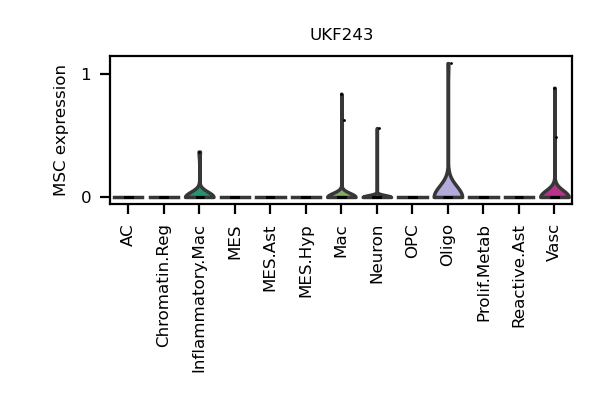 UKF243
MSC expression
1
0
AC
Chromatin.Reg
Inflammatory.Mac
MES
MES.Ast
MES.Hyp
Mac
Neuron
OPC
Oligo
Prolif.Metab
Reactive.Ast
Vasc